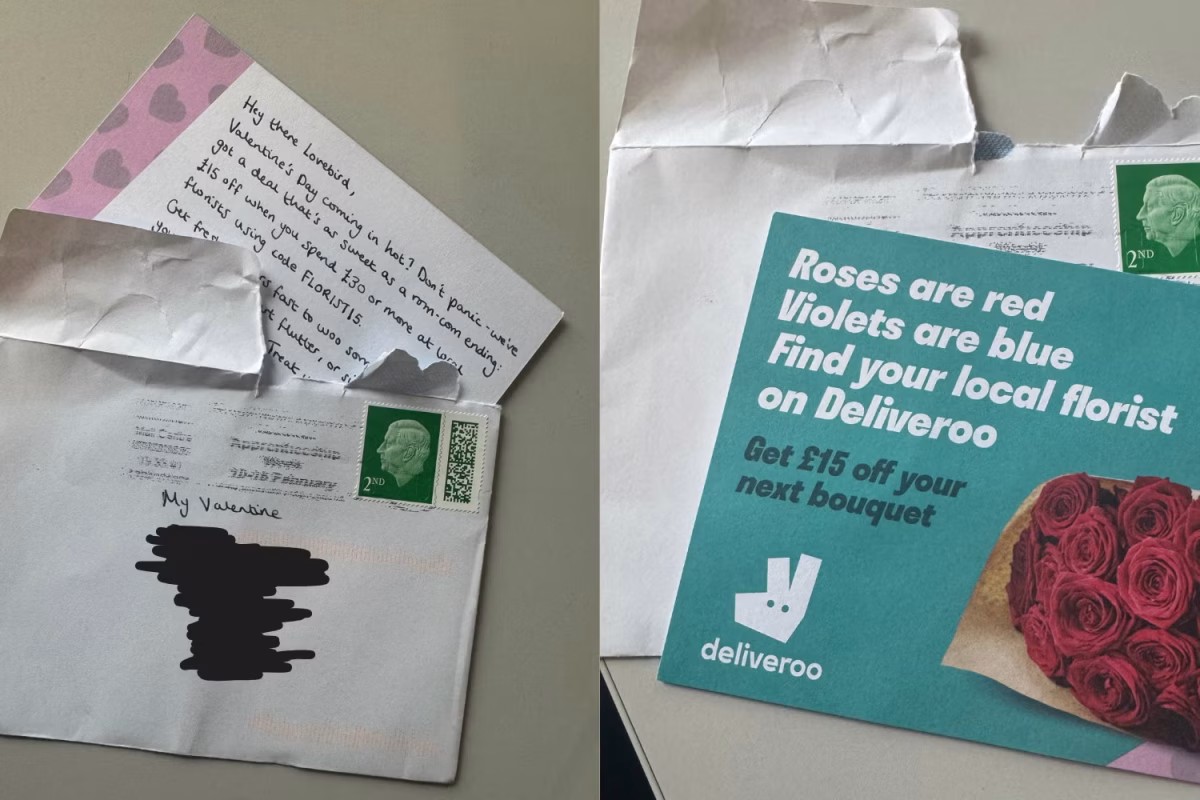 Hey there Lovebird,
Valentine's Day coming in hot? Don't panic - we've
got a deal that's as sweet as a rom-com ending:
£15 off when you spend £30 or more at local
florists using code FLORIST15.
Get
fast to woo
flutter, or
Treat
Apprenticeship
Week
10-16 February
2ND
My Valentine
Apprenticeship
2ND
Roses are red
Violets are blue
Find your local florist
on Deliveroo
Get £15 off your
next bouquet
deliveroo